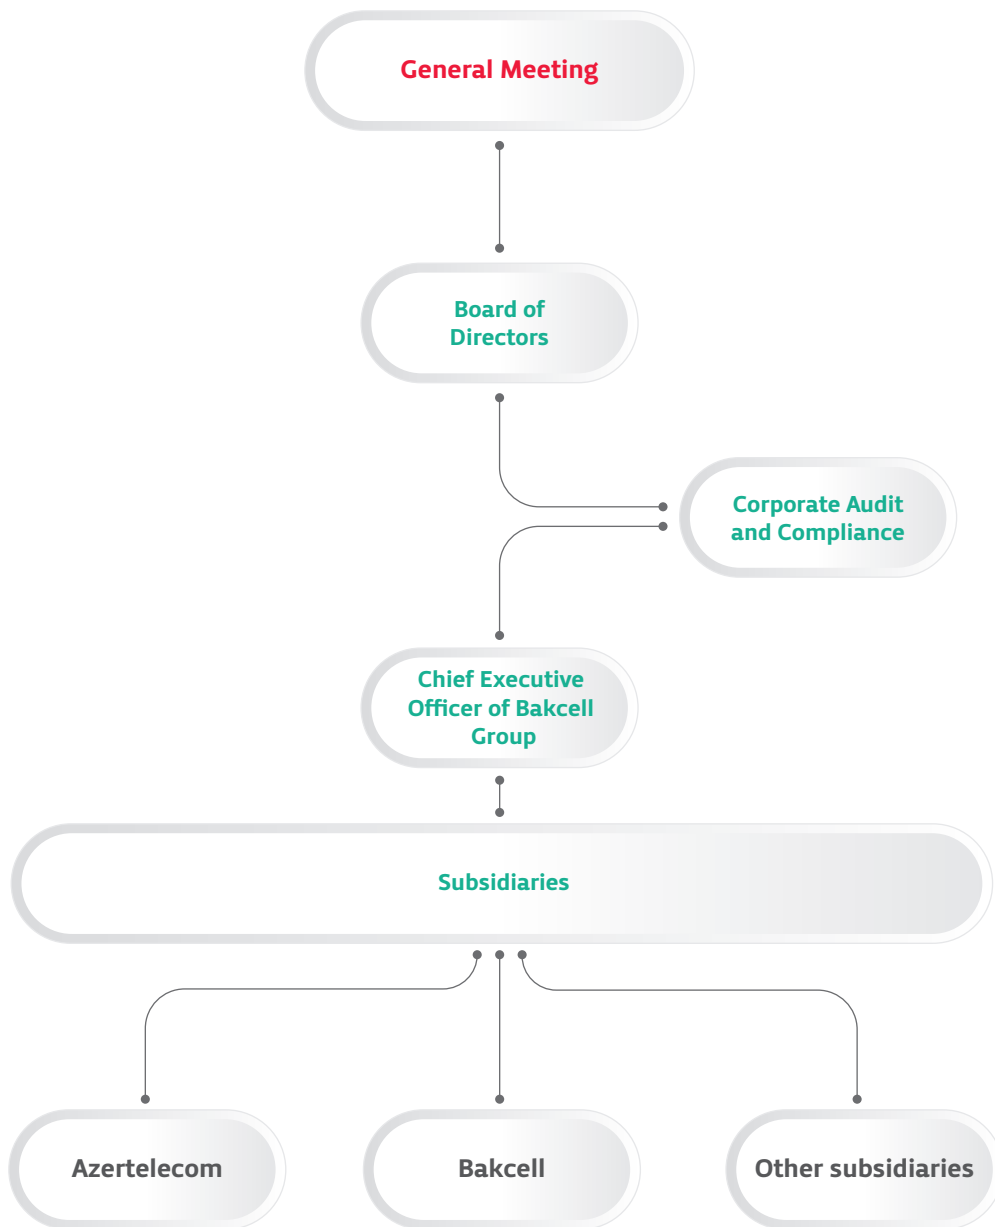 General Meeting
Board of
Directors
Corporate Audit
and Compliance
Chief Executive
Officer of Bakcell
Group
Subsidiaries
Azertelecom
Bakcell
Other subsidiaries